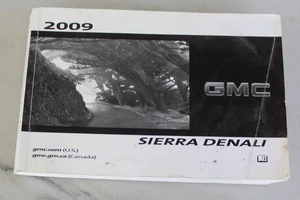 2009
GMC
SIERRA DENALI
gmc.com (U.S.)
gmc.gm.ca (Canada)